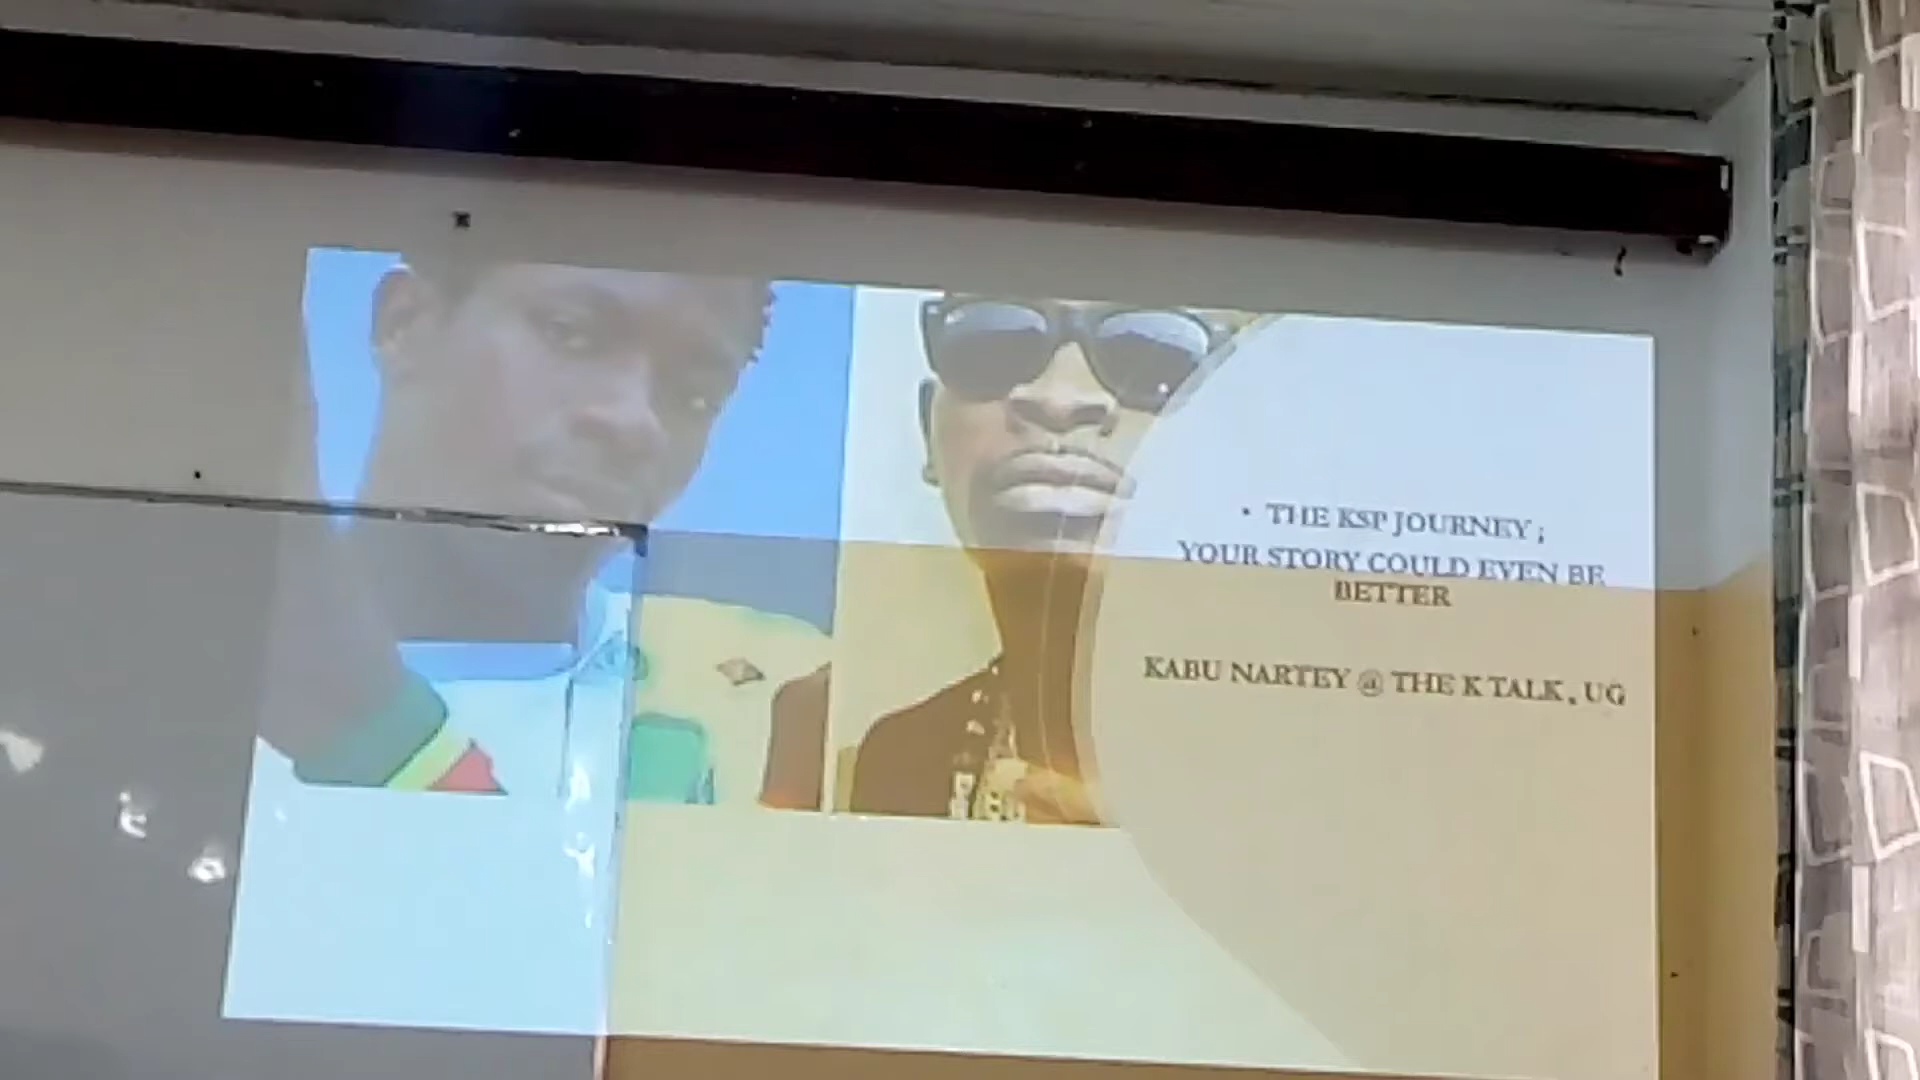 • THE KSP JOURNEY ;
YOUR STORY COULD EVEN BE
BETTER
KABU NARTEY @ THE K TALK, UG